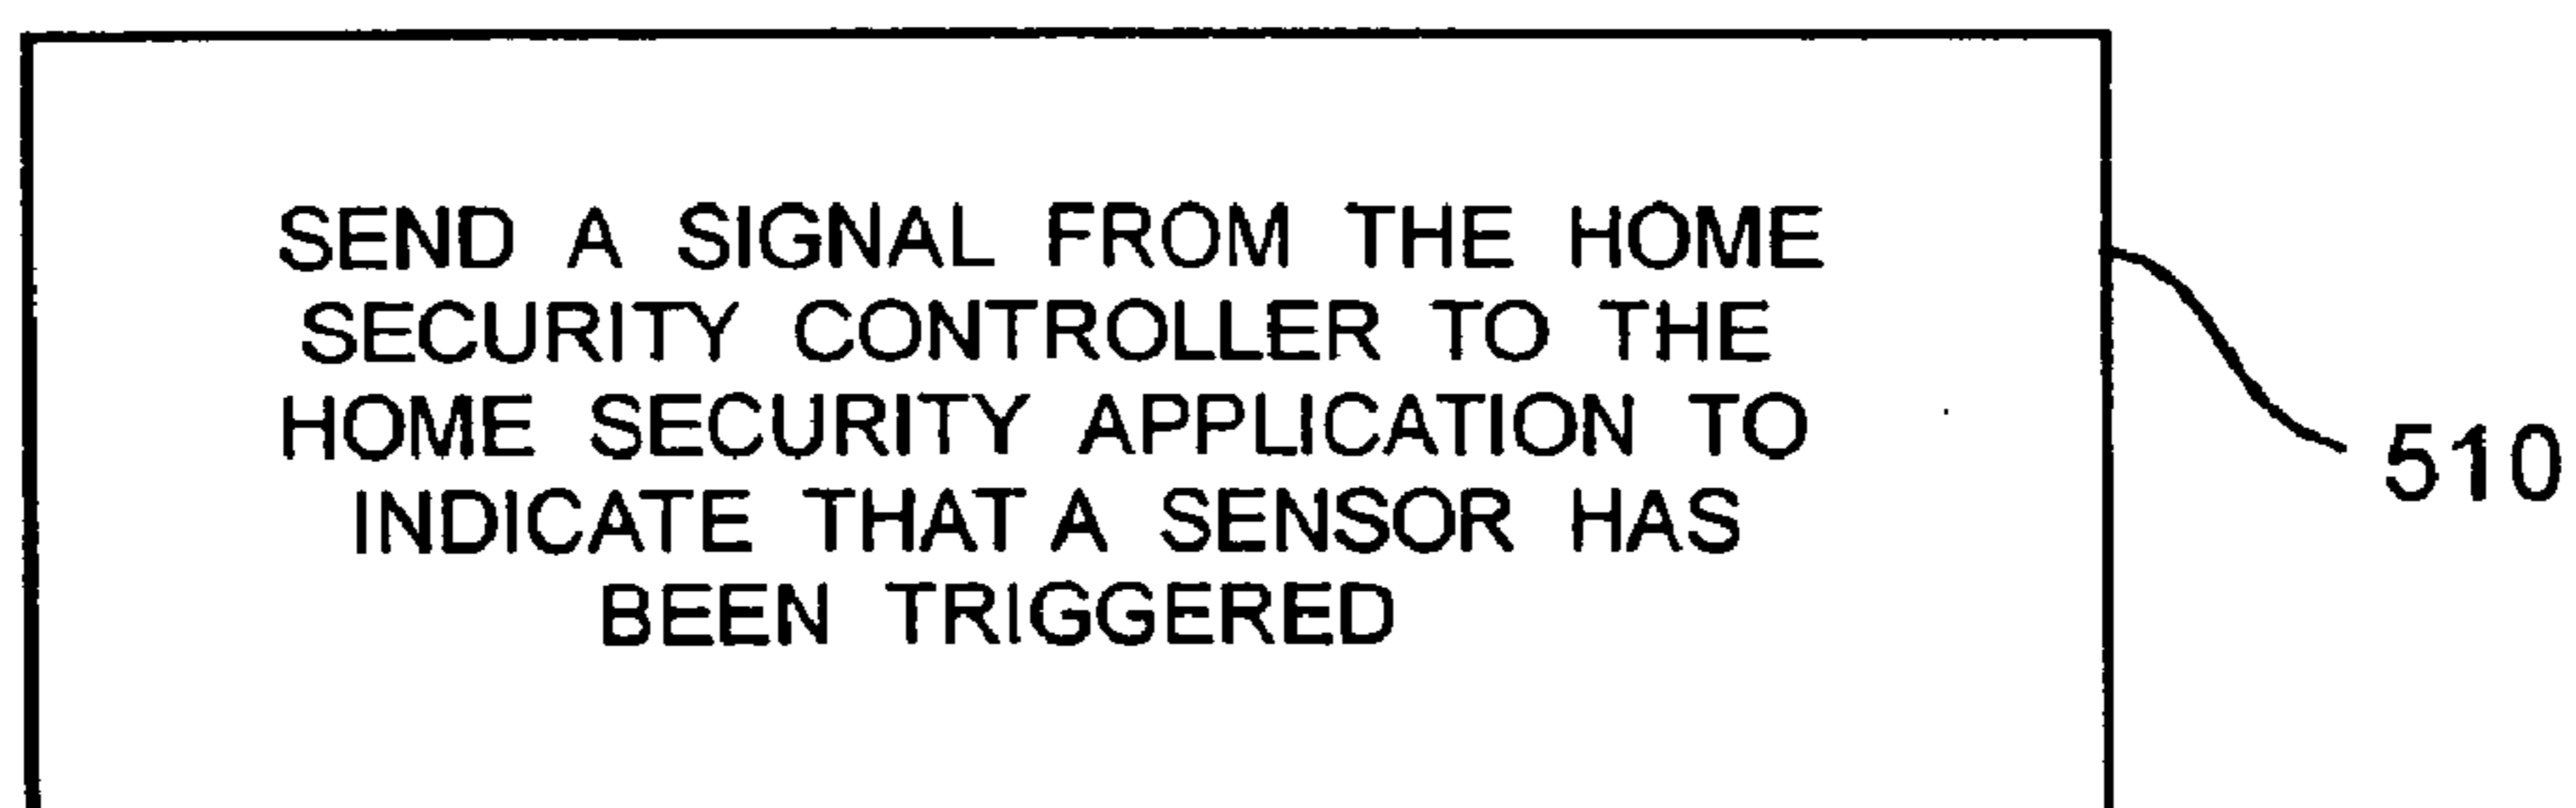 SEND A SIGNAL FROM THE HOME
SECURITY CONTROLLER TO THE
HOME SECURITY APPLICATION TO
INDICATE THAT A SENSOR HAS
BEEN TRIGGERED
510